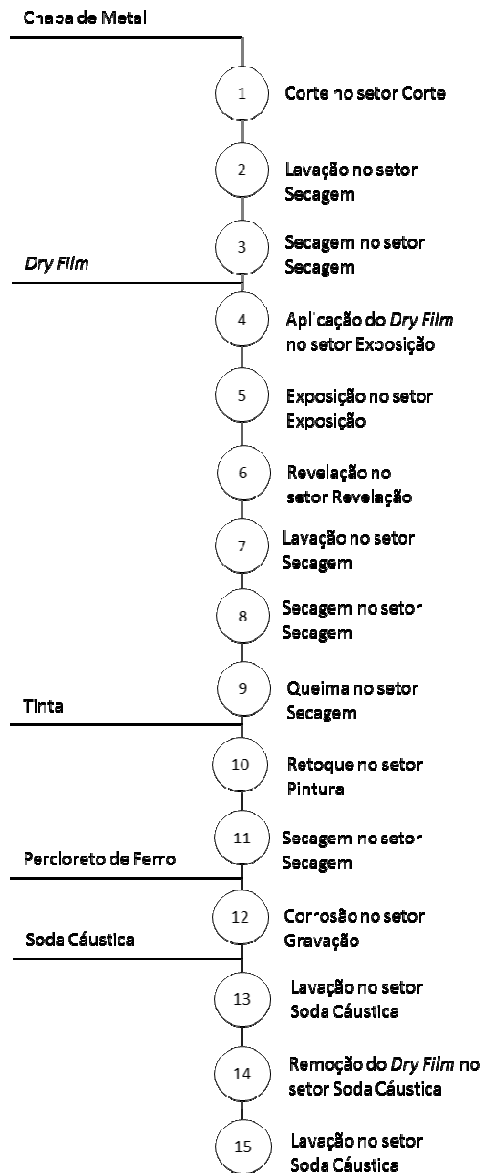 Chapa de Metal
1
Corte no setor Corte
2
Lavação no setor
Secagem
3
Secagem no setor
Secagem
Dry Film
4
Aplicação do Dry Film
no setor Exposição
5
Exposição no setor
Exposição
6
Revelação no
setor Revelação
7
Lavação no setor
Secagem
8
Secagem no setor
Secagem
9
Queima no setor
Secagem
Tinta
10
Retoque no setor
Pintura
11
Secagem no setor
Secagem
Percloreto de Ferro
12
Corrosão no setor
Gravação
Soda Cáustica
13
Lavação no setor
Soda Cáustica
14
Remoção do Dry Film no
setor Soda Cáustica
15
Lavação no setor
Soda Cáustica